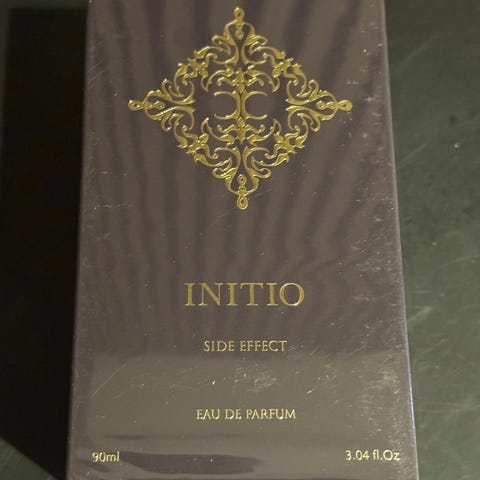 INITIO
SIDE EFFECT
EAU DE PARFUM
90ml 3.04 fl.Oz